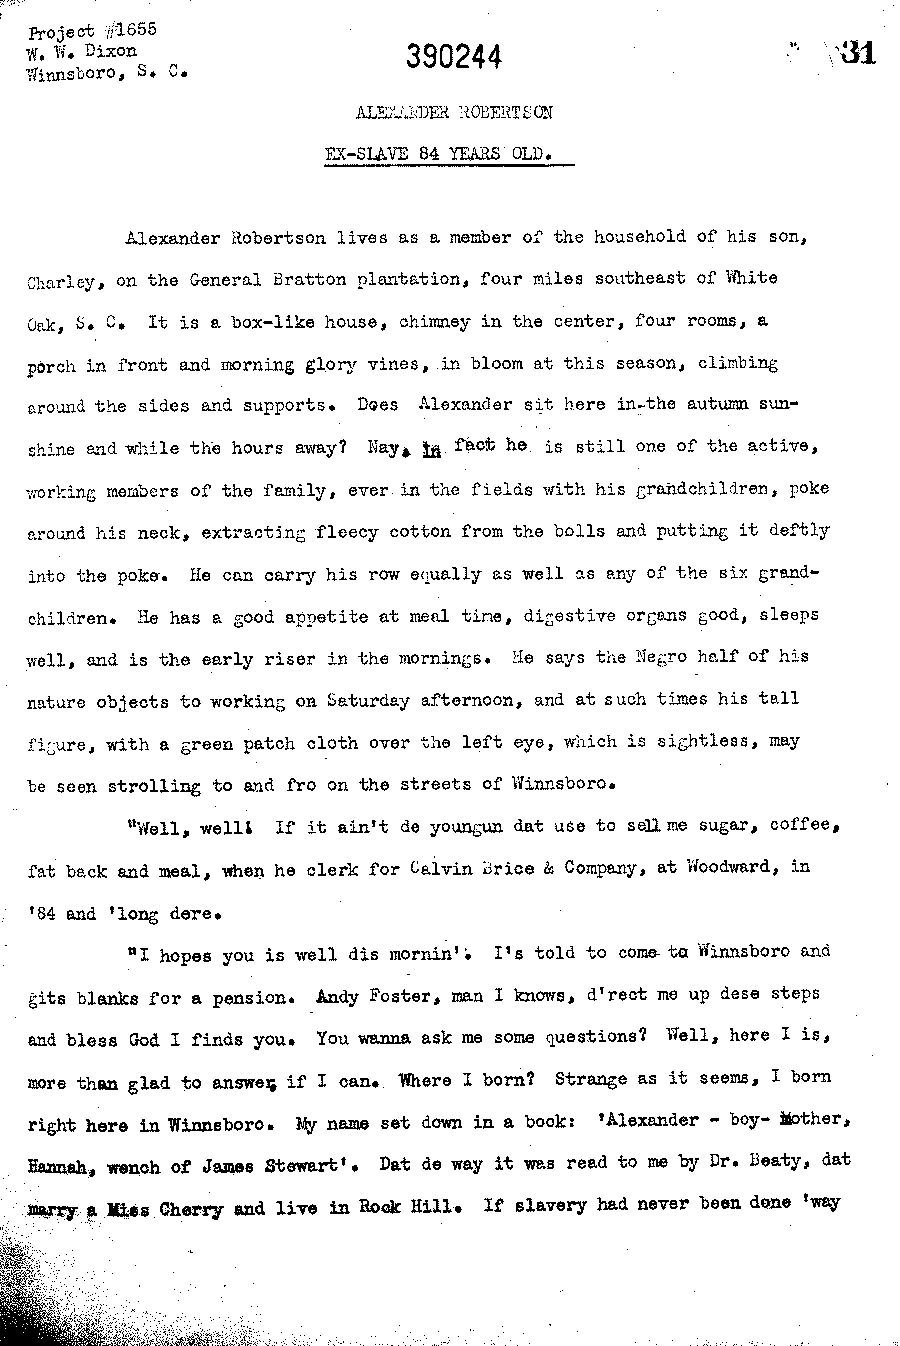 Project #1655
W. W. Dixon
Winnsboro, S. C.
390244
31
ALEXANDER ROBERTSON
EX-SLAVE 84 YEARS OLD.
Alexander Robertson lives as a member of the household of his son,
Charley, on the General Bratton plantation, four miles southeast of White
Oak, S. C. It is a box-like house, chimney in the center, four rooms, a
porch in front and morning glory vines, in bloom at this season, climbing
around the sides and supports. Does Alexander sit here in-the autumn sun-
shine and while the hours away? Nay, in fact he is still one of the active,
working members of the family, ever in the fields with his grandchildren, poke
around his neck, extracting fleecy cotton from the bolls and putting it deftly
into the poke. He can carry his row equally as well as any of the six grand-
children. He has a good appetite at meal time, digestive organs good, sleeps
well, and is the early riser in the mornings. He says the Negro half of his
nature objects to working on Saturday afternoon, and at such times his tall
figure, with a green patch cloth over the left eye, which is sightless, may
be seen strolling to and fro on the streets of Winnsboro.
"Well, well! If it ain't de youngun dat use to sell me sugar, coffee,
fat back and meal, when he clerk for Calvin Brice & Company, at Woodward, in
'84 and 'long dere.
"I hopes you is well dis mornin'. I's told to come to Winnsboro and
gits blanks for a pension. Andy Foster, man I knows, d'rect me up dese steps
and bless God I finds you. You wanna ask me some questions? Well, here I is,
more than glad to answer, if I can. Where I born? Strange as it seems, I born
right here in Winnsboro. My name set down in a book: 'Alexander - boy- Mother,
Hannah, wench of James Stewart'. Dat de way it was read to me by Dr. Beaty, dat
marry a Miss Cherry and live in Rock Hill. If slavery had never been done 'way